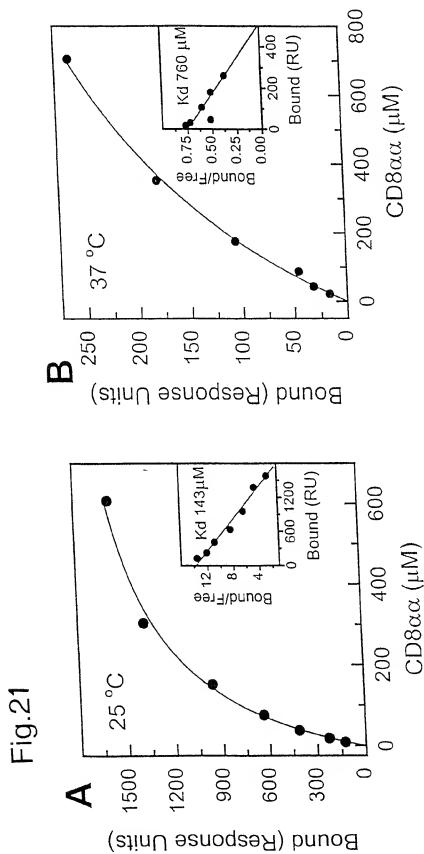 Fig.21
A
25 °C
Bound (Response Units)
1500
1200
900
600
300
0
0
200
400
600
CD8αα (μM)
Kd 143μM
Bound/Free
12
8
4
0
600
1200
Bound (RU)
B
37 °C
Bound (Response Units)
250
200
150
100
50
0
0
200
400
600
800
CD8αα (μM)
Kd 760 μM
Bound/Free
0.75
0.50
0.25
0.00
0
200
400
Bound (RU)